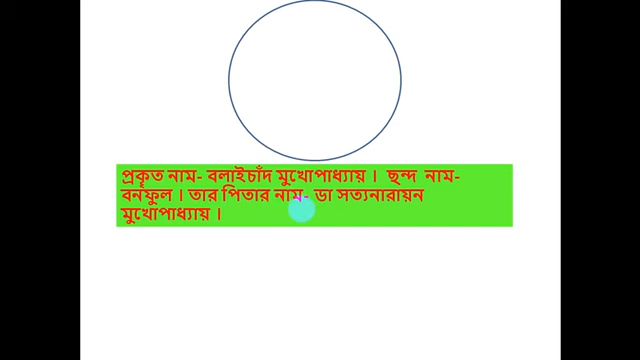 প্রকৃত নাম- বলাইচাঁদ মুখোপাধ্যায় । ছন্দ নাম-
বনফুল । তার পিতার নাম- ডা সত্যনারায়ন
মুখোপাধ্যায় ।